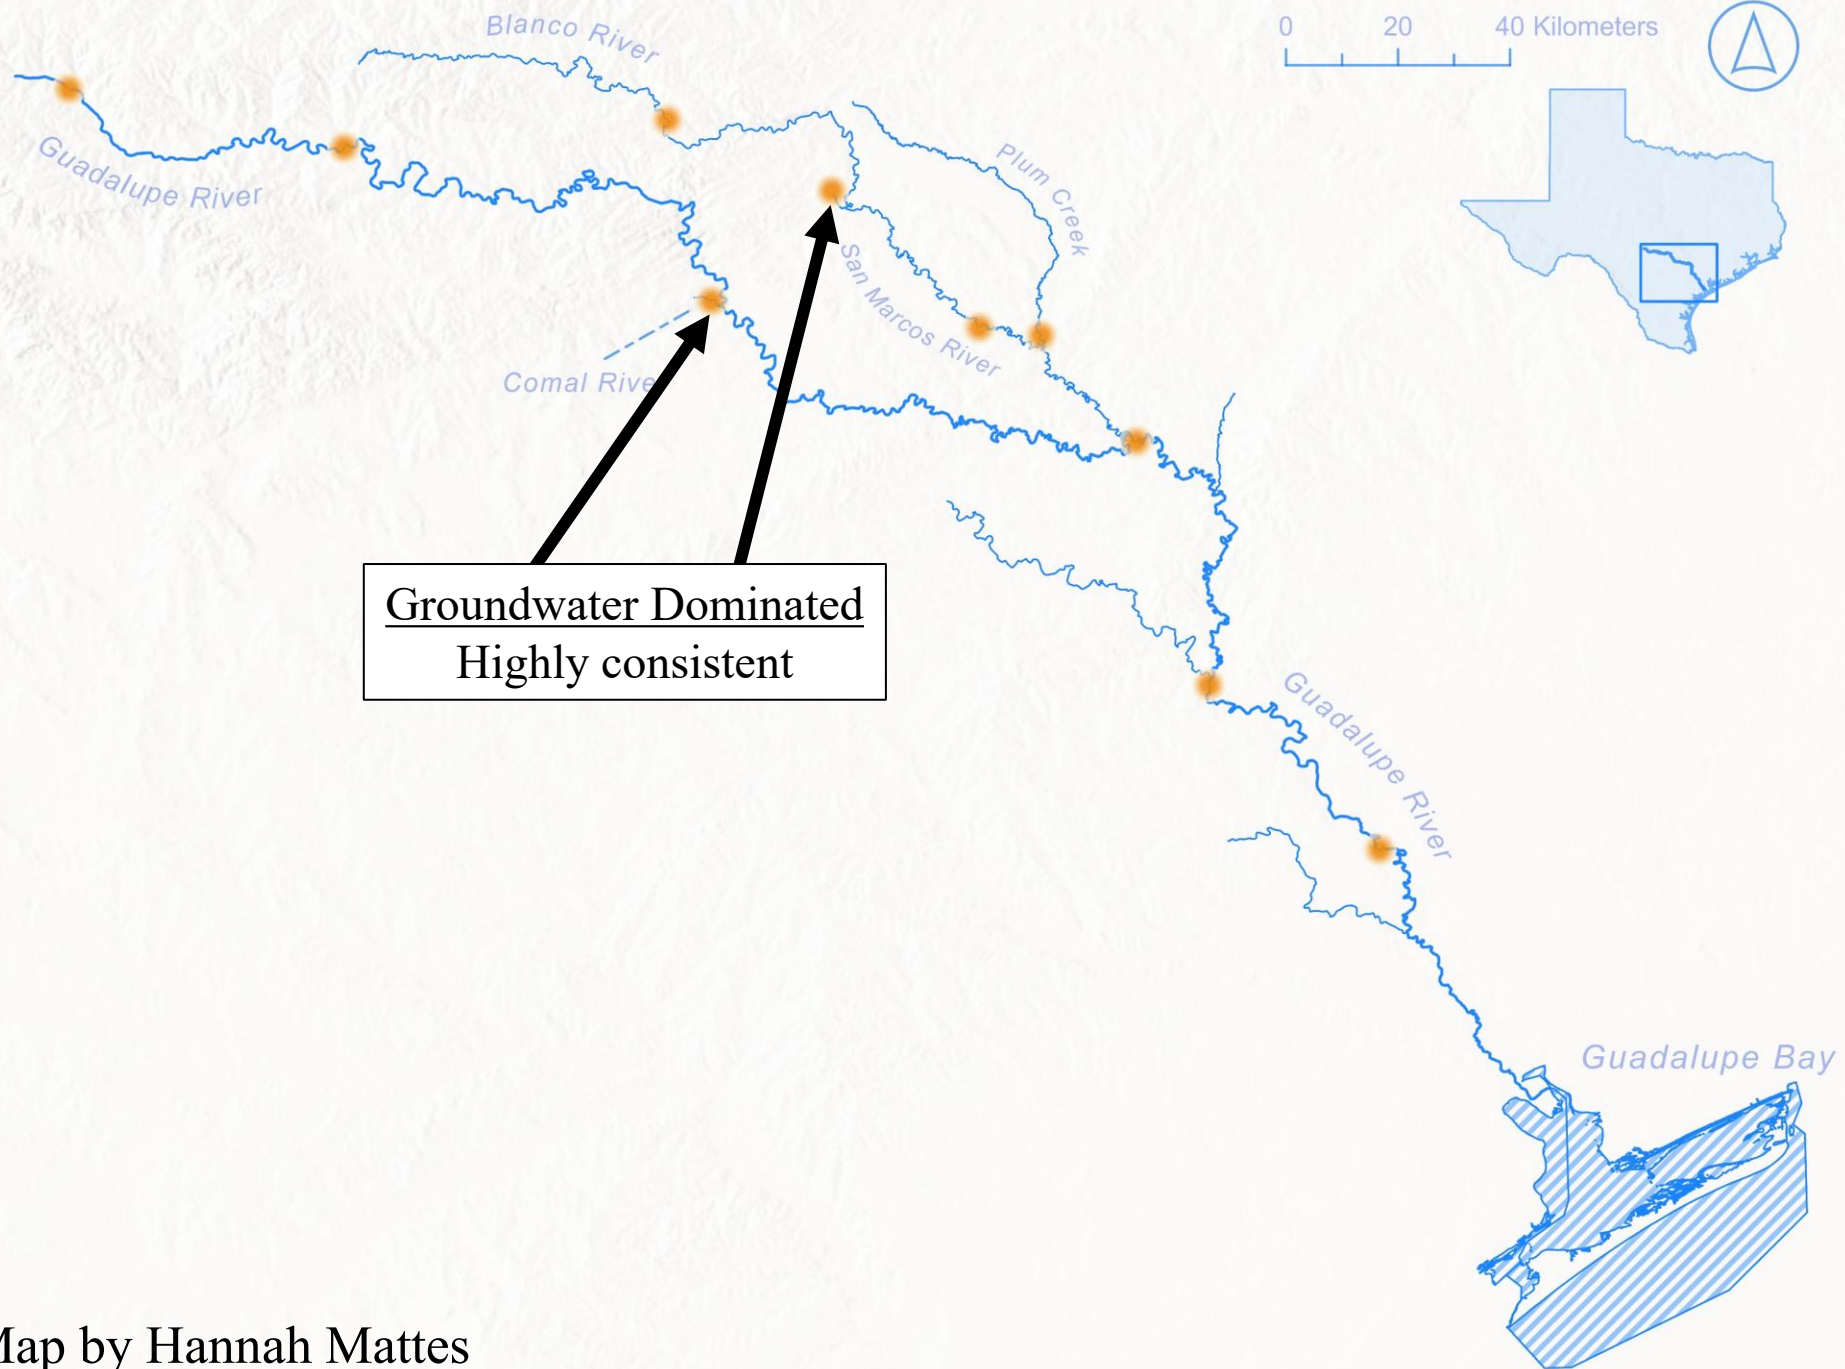 Blanco River
0 20 40 Kilometers
Guadalupe River
Plum Creek
San Marcos River
Comal Rive
Groundwater Dominated
Highly consistent
Guadalupe River
Guadalupe Bay
Map by Hannah Mattes